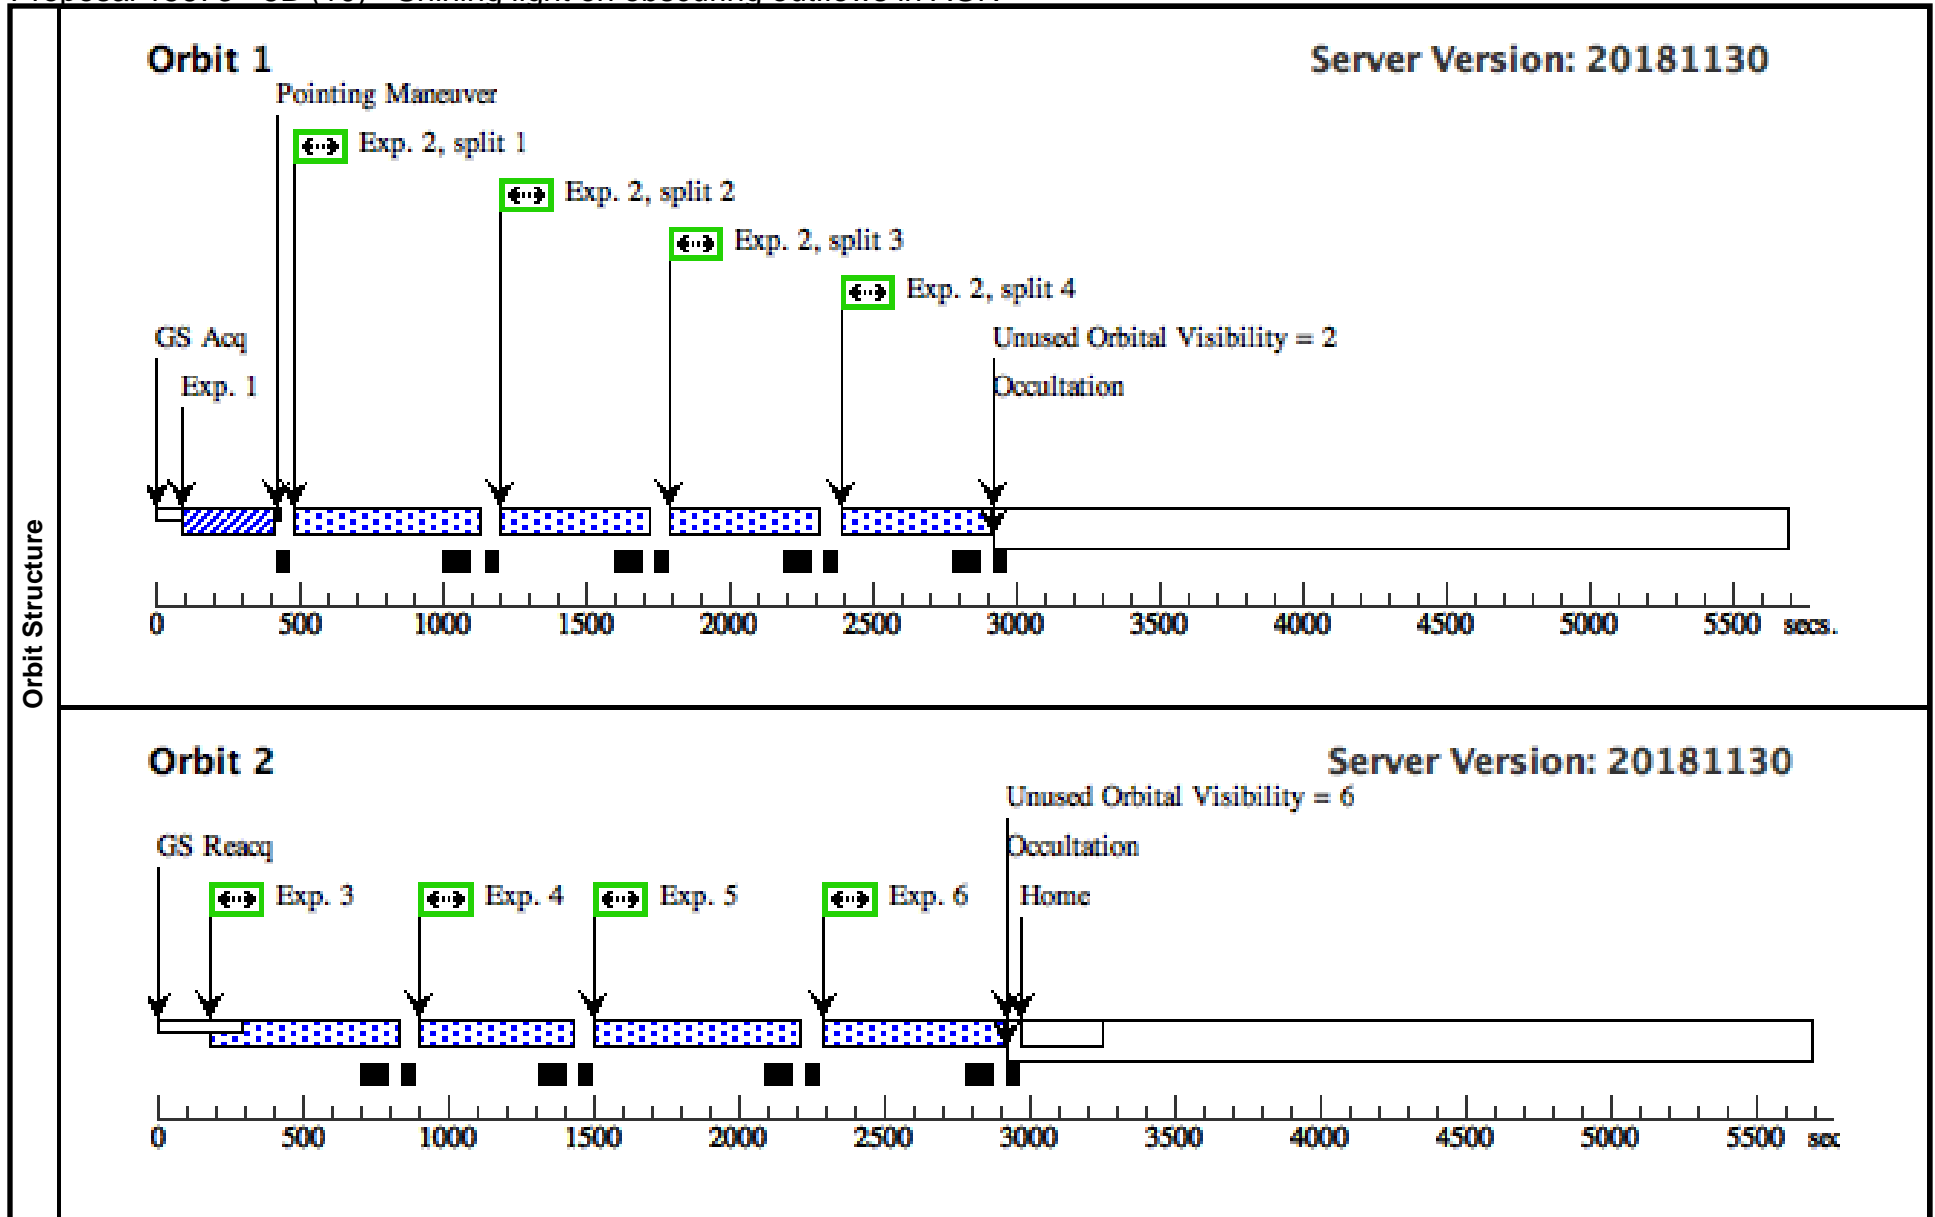 Orbit Structure
Orbit 1
Server Version: 20181130
Pointing Maneuver
Exp. 2, split 1
Exp. 2, split 2
Exp. 2, split 3
Exp. 2, split 4
GS Acq
Unused Orbital Visibility = 2
Exp. 1
Occultation
0 500 1000 1500 2000 2500 3000 3500 4000 4500 5000 5500 secs.
Orbit 2
Server Version: 20181130
Unused Orbital Visibility = 6
GS Reacq
Occultation
Exp. 3
Exp. 4
Exp. 5
Exp. 6
Home
0 500 1000 1500 2000 2500 3000 3500 4000 4500 5000 5500 sec